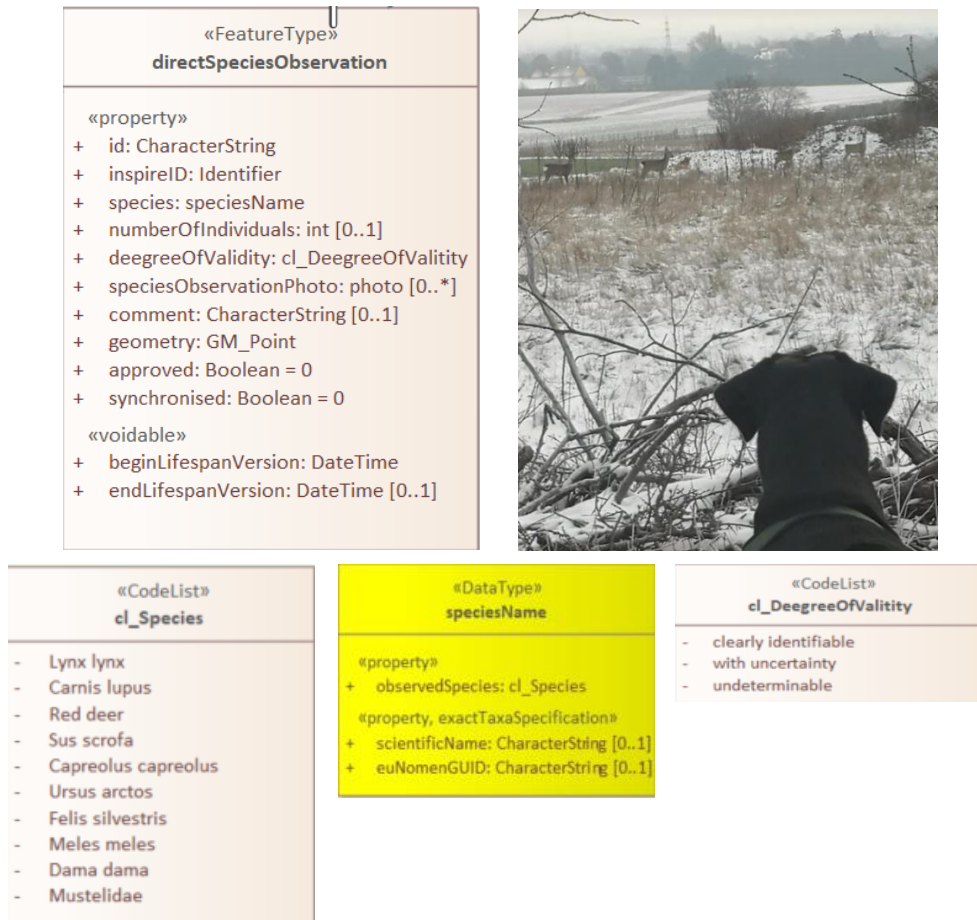 «FeatureType»
directSpeciesObservation
«property»
+ id: CharacterString
+ inspireID: Identifier
+ species: speciesName
+ numberOfIndividuals: int [0..1]
+ deegreeOfValidity: cl_DeegreeOfValitity
+ speciesObservationPhoto: photo [0..*]
+ comment: CharacterString [0..1]
+ geometry: GM_Point
+ approved: Boolean = 0
+ synchronised: Boolean = 0
«voidable»
+ beginLifespanVersion: DateTime
+ endLifespanVersion: DateTime [0..1]
«CodeList»
cl_Species
- Lynx lynx
- Carnis lupus
- Red deer
- Sus scrofa
- Capreolus capreolus
- Ursus arctos
- Felis silvestris
- Meles meles
- Dama dama
- Mustelidae
«DataType»
speciesName
«property»
+ observedSpecies: cl_Species
«property, exactTaxaSpecification»
+ scientificName: CharacterString [0..1]
+ euNomenGUID: CharacterString [0..1]
«CodeList»
cl_DeegreeOfValitity
- clearly identifiable
- with uncertainty
- undeterminable